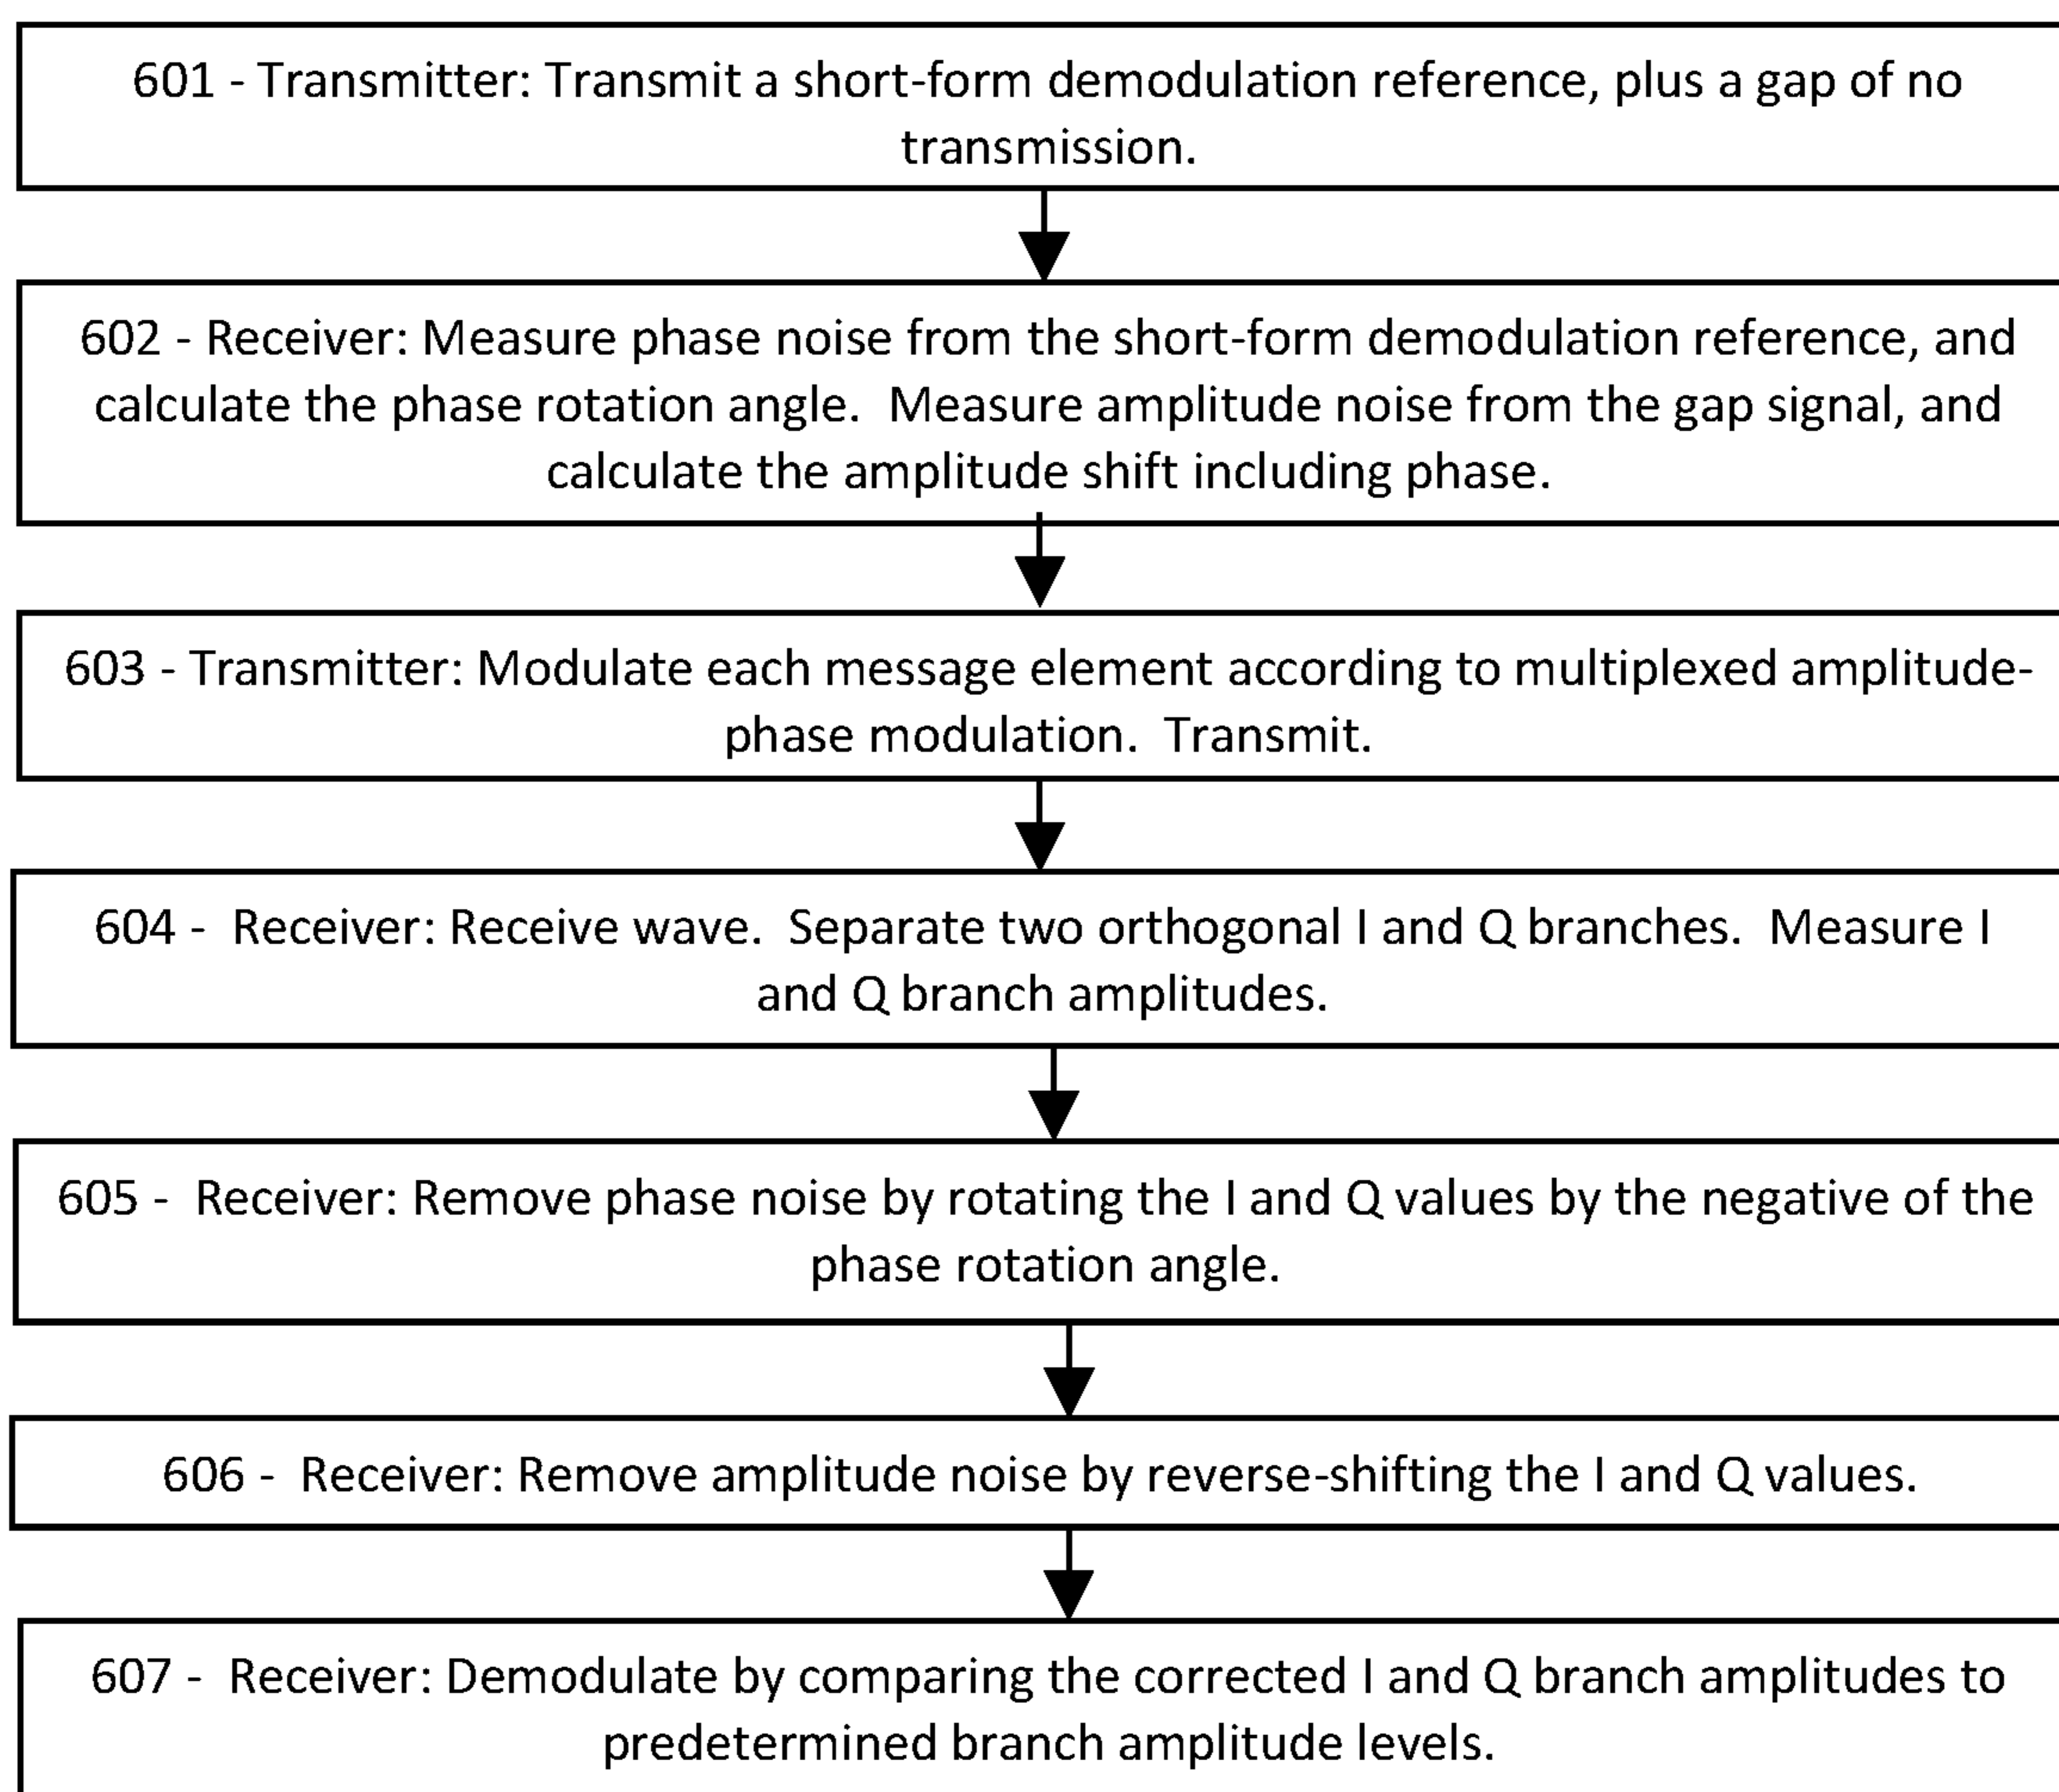 601 - Transmitter: Transmit a short-form demodulation reference, plus a gap of no
transmission.
602 - Receiver: Measure phase noise from the short-form demodulation reference, and
calculate the phase rotation angle.  Measure amplitude noise from the gap signal, and
calculate the amplitude shift including phase.
603 - Transmitter: Modulate each message element according to multiplexed amplitude-
phase modulation.  Transmit.
604 -  Receiver: Receive wave.  Separate two orthogonal I and Q branches.  Measure I
and Q branch amplitudes.
605 -  Receiver: Remove phase noise by rotating the I and Q values by the negative of the
phase rotation angle.
606 -  Receiver: Remove amplitude noise by reverse-shifting the I and Q values.
607 -  Receiver: Demodulate by comparing the corrected I and Q branch amplitudes to
predetermined branch amplitude levels.